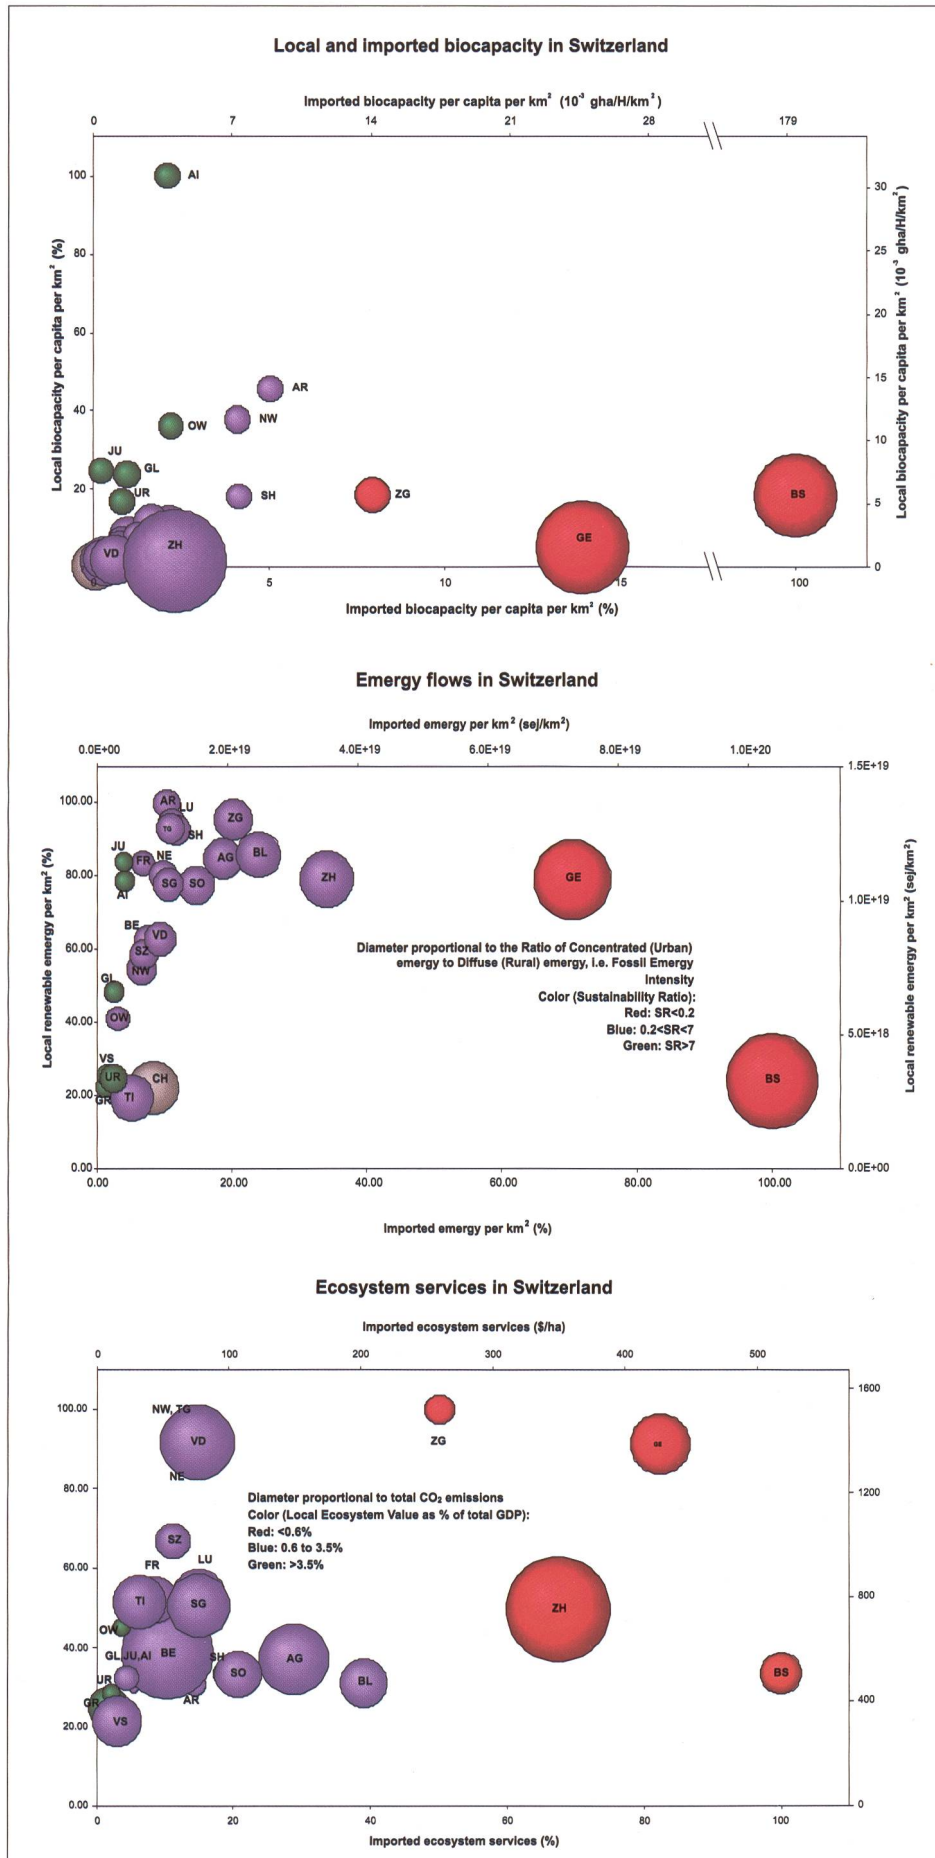 Local and imported biocapacity in Switzerland
Imported biocapacity per capita per km² (10⁻³ gha/H/km²)
0 7 14 21 28 179
Local biocapacity per capita per km² (%)
100
80
60
40
20
Local biocapacity per capita per km² (10⁻³ gha/H/km²)
30
25
20
15
10
5
0
AI
AR
OW
NW
JU
GL
UR
SH
ZG
BS
VD
ZH
GE
0 5 10 15 100
Imported biocapacity per capita per km² (%)
Emergy flows in Switzerland
Imported emergy per km² (sej/km²)
0.0E+00 2.0E+19 4.0E+19 6.0E+19 8.0E+19 1.0E+20
Local renewable emergy per km² (%)
100.00
80.00
60.00
40.00
20.00
0.00
Local renewable emergy per km² (sej/km²)
1.5E+19
1.0E+19
5.0E+18
0.0E+00
AR
LU
TG
SH
ZG
JU
FR
NE
AG
BL
AI
SG
SO
ZH
GE
BE
VD
SZ
NW
GL
OW
VS
UR
GR
TI
CH
BS
Diameter proportional to the Ratio of Concentrated (Urban)
emergy to Diffuse (Rural) emergy, i.e. Fossil Emergy
Intensity
Color (Sustainability Ratio):
Red: SR<0.2
Blue: 0.2<SR<7
Green: SR>7
0.00 20.00 40.00 60.00 80.00 100.00
Imported emergy per km² (%)
Ecosystem services in Switzerland
Imported ecosystem services ($/ha)
0 100 200 300 400 500
100.00
80.00
60.00
40.00
20.00
0.00
1600
1200
800
400
0
NW, TG
VD
NE
ZG
GE
Diameter proportional to total CO₂ emissions
Color (Local Ecosystem Value as % of total GDP):
Red: <0.6%
Blue: 0.6 to 3.5%
Green: >3.5%
SZ
FR
LU
TI
SG
ZH
OW
BE
GL,JU,AI
SH
SO
AG
BL
BS
UR
GR
AR
VS
0 20 40 60 80 100
Imported ecosystem services (%)